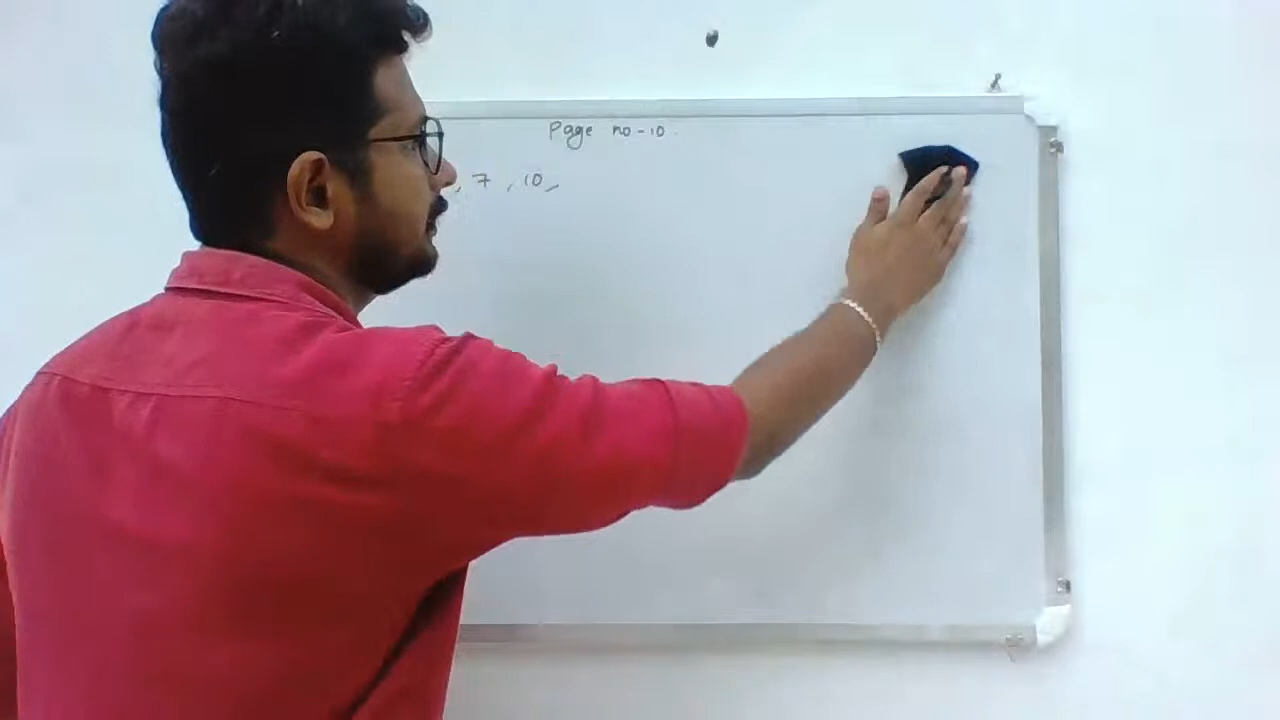 Page no-10.
, 7 , 10,